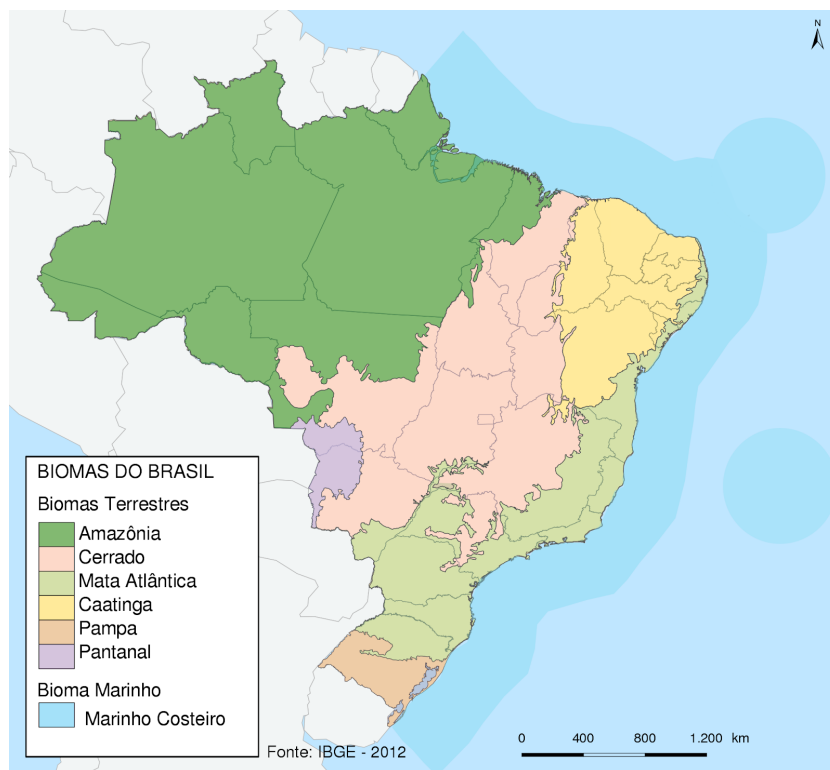 N
BIOMAS DO BRASIL
Biomas Terrestres
Amazônia
Cerrado
Mata Atlântica
Caatinga
Pampa
Pantanal
Bioma Marinho
Marinho Costeiro
Fonte: IBGE - 2012
0 400 800 1.200 km